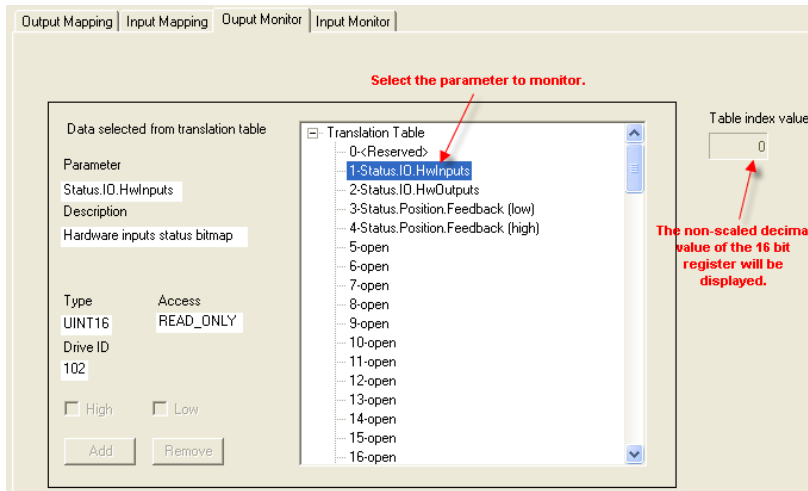 Output Mapping
Input Mapping
Ouput Monitor
Input Monitor
Select the parameter to monitor.
Data selected from translation table
Parameter
Status.IO.HwInputs
Description
Hardware inputs status bitmap
Type
Access
UINT16
READ_ONLY
Drive ID
102
High
Low
Add
Remove
Translation Table
0-<Reserved>
1-Status.IO.HwInputs
2-Status.IO.HwOutputs
3-Status.Position.Feedback (low)
4-Status.Position.Feedback (high)
5-open
6-open
7-open
8-open
9-open
10-open
11-open
12-open
13-open
14-open
15-open
16-open
Table index value
0
The non-scaled decima
value of the 16 bit
register will be
displayed.